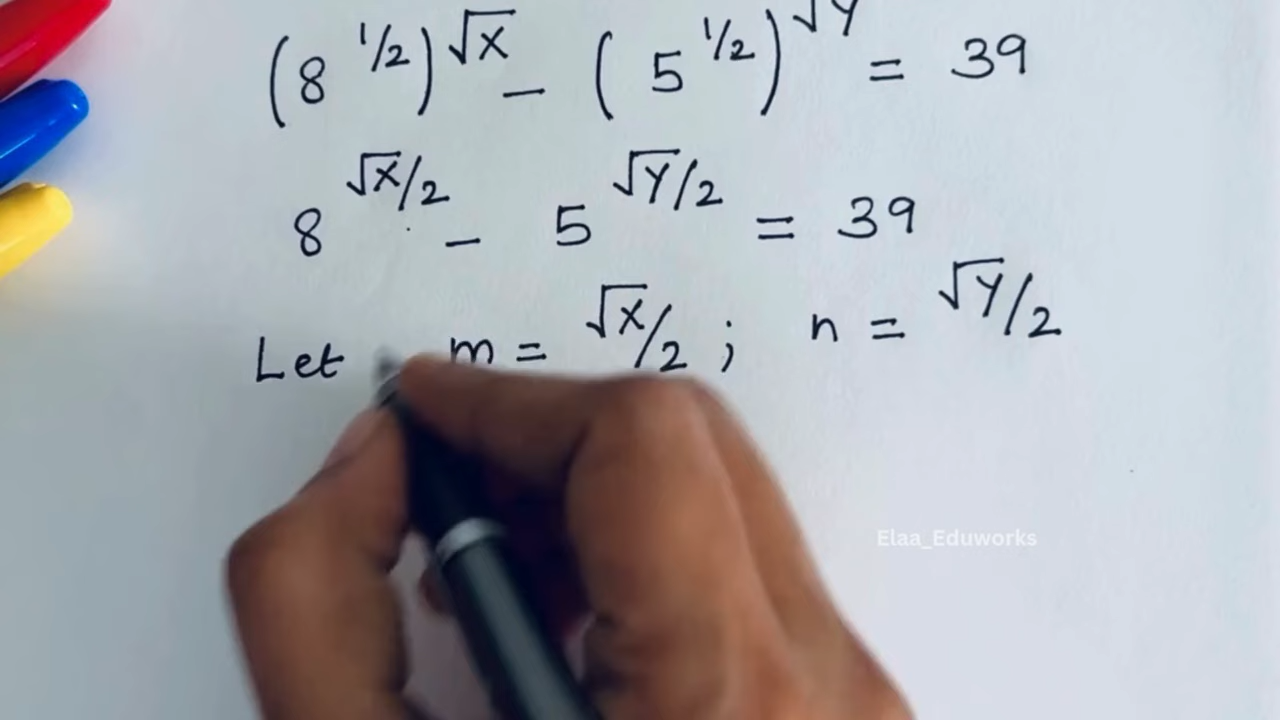 (8^1/2)^√x - (5^1/2)^√y = 39
8^√x/2 - 5^√y/2 = 39
Let m = √x/2 ; n = √y/2
Elaa_Eduworks